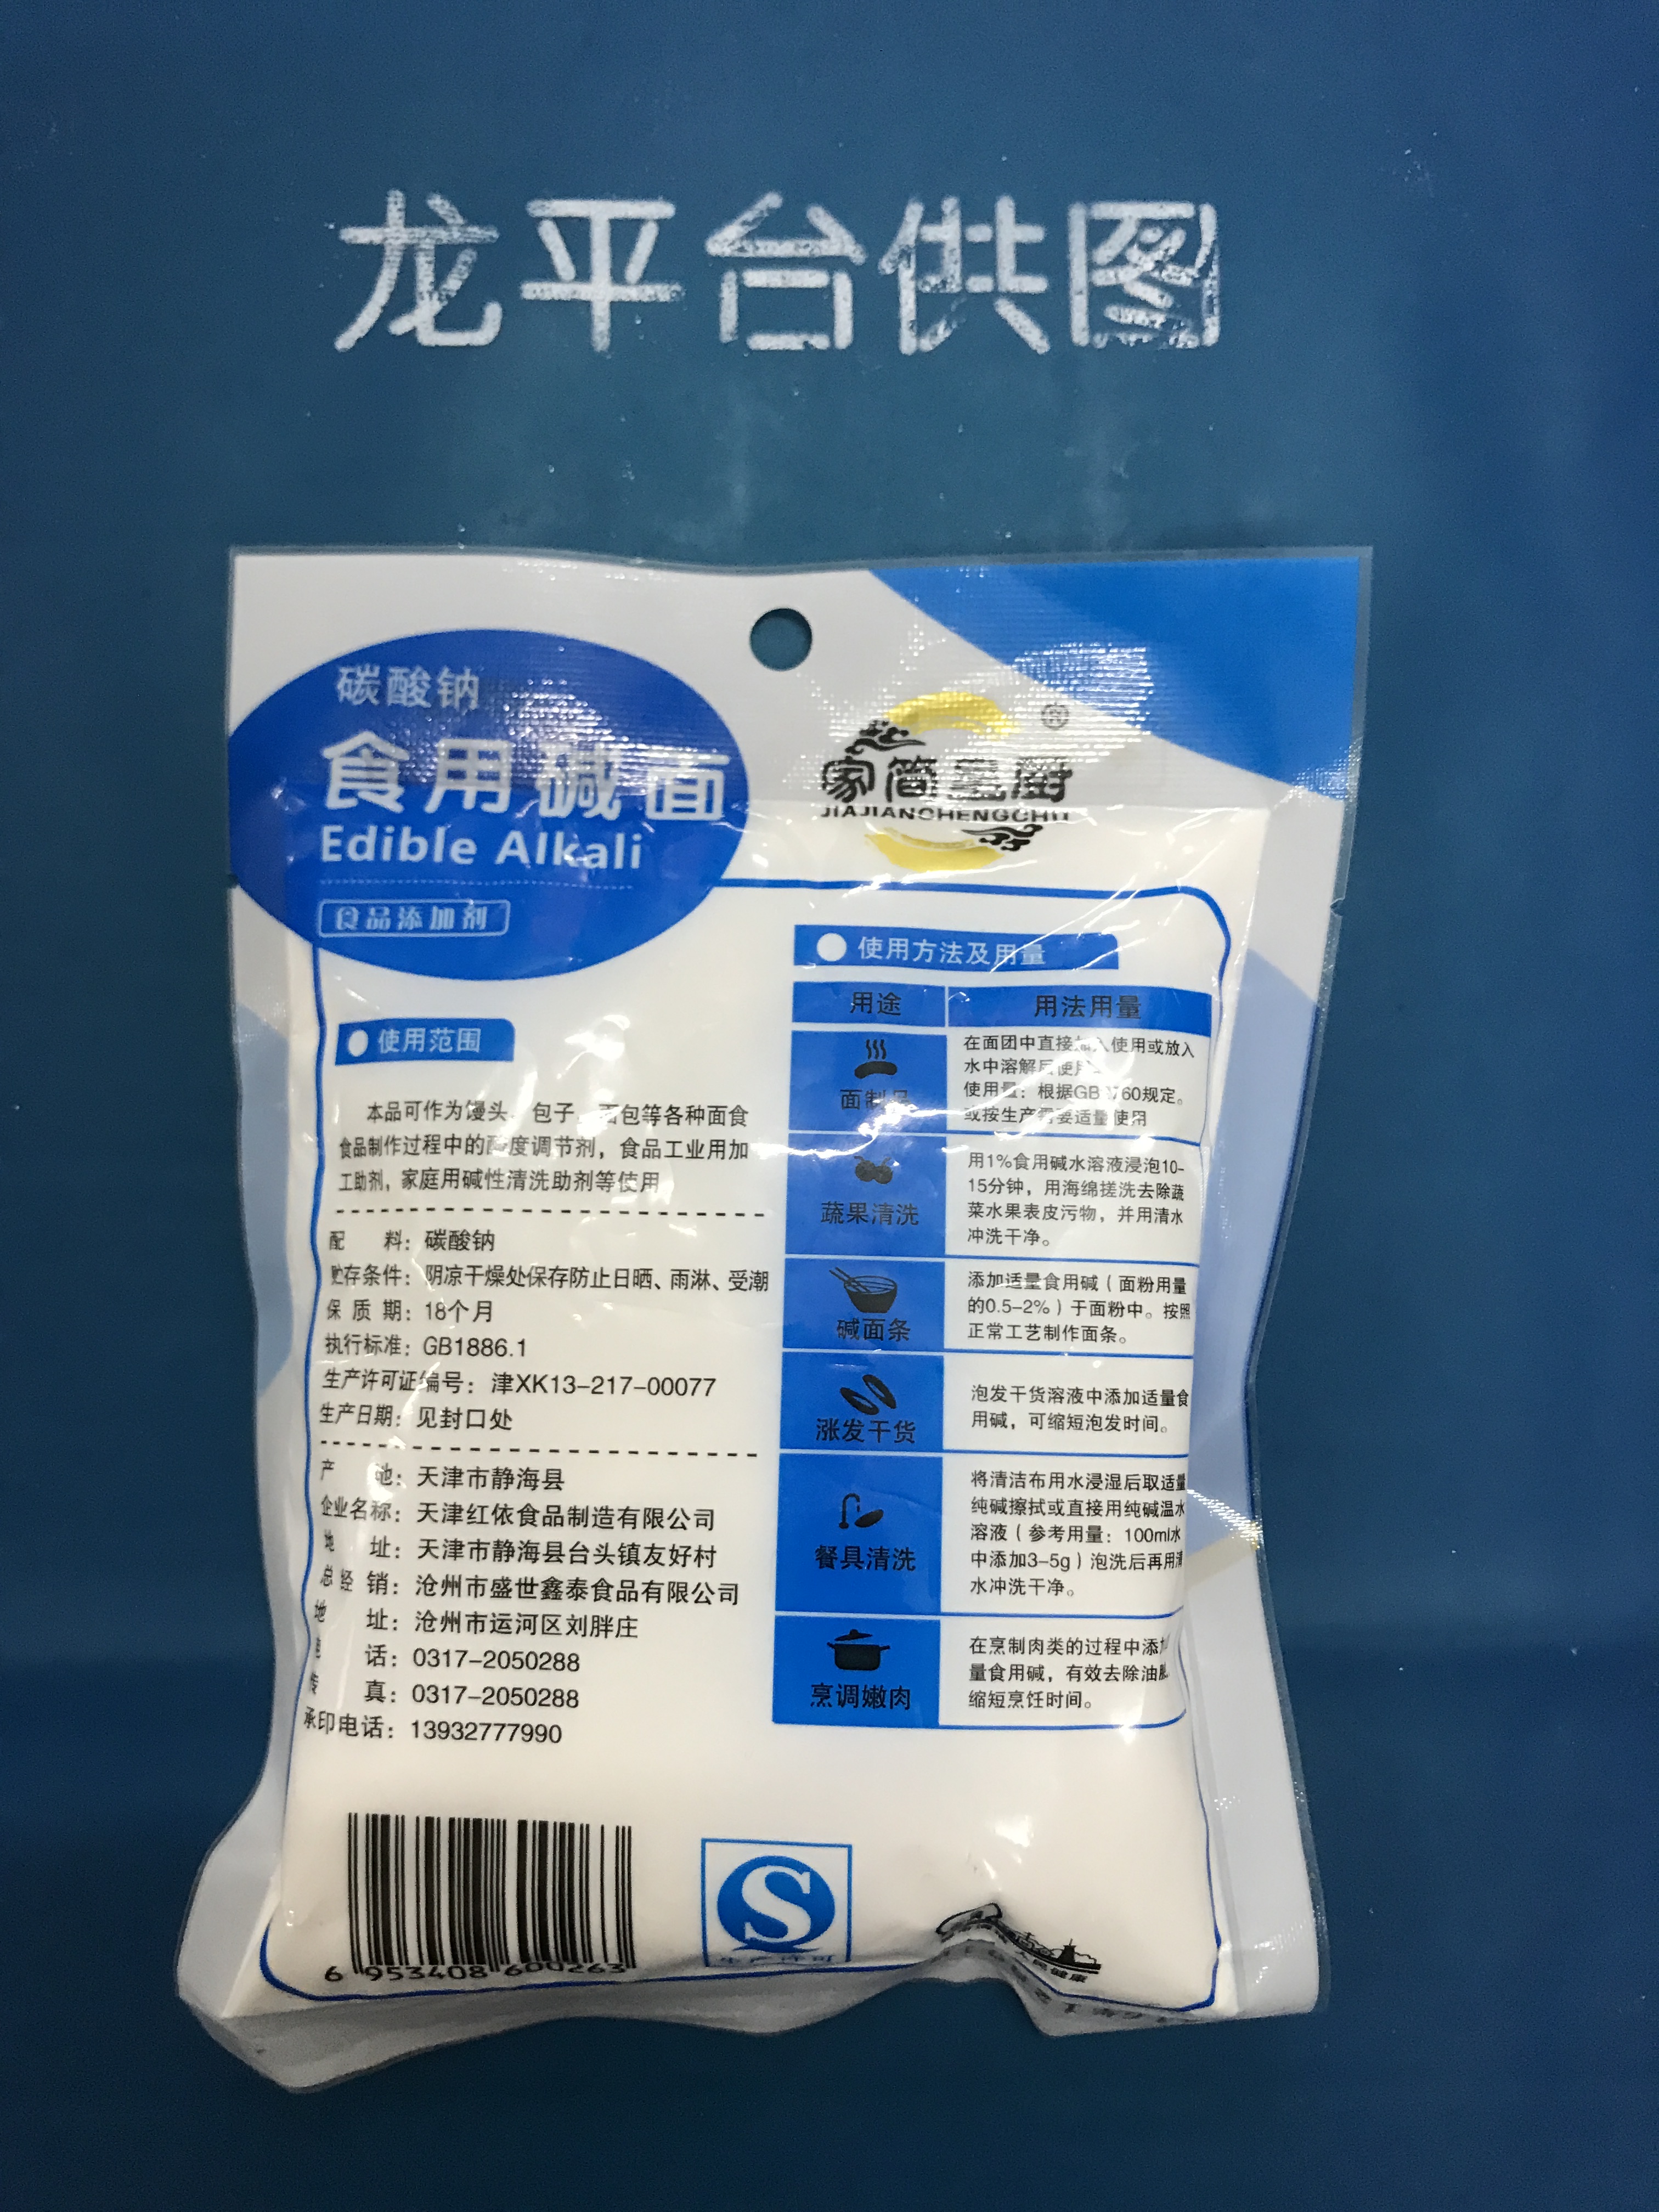 龙平台供图
碳酸钠
食用碱面
Edible Alkali
食品添加剂
家简呈厨
JIAJIANCHENGCHU
使用范围
本品可作为馒头、包子、面包等各种面食
食品制作过程中的酸度调节剂，食品工业用加
工助剂，家庭用碱性清洗助剂等使用
配 料：碳酸钠
贮存条件：阴凉干燥处保存防止日晒、雨淋、受潮
保 质 期：18个月
执行标准：GB1886.1
生产许可证编号：津XK13-217-00077
生产日期：见封口处
产 地：天津市静海县
企业名称：天津红依食品制造有限公司
地 址：天津市静海县台头镇友好村
总 经 销：沧州市盛世鑫泰食品有限公司
地 址：沧州市运河区刘胖庄
电 话：0317-2050288
传 真：0317-2050288
承印电话：13932777990
使用方法及用量
用途 用法用量
面制品
在面团中直接加入使用或放入
水中溶解后使用。
使用量：根据GB 2760规定。
或按生产需要适量使用
蔬果清洗
用1%食用碱水溶液浸泡10-
15分钟，用海绵搓洗去除蔬
菜水果表皮污物，并用清水
冲洗干净。
碱面条
添加适量食用碱（面粉用量
的0.5-2%）于面粉中。按照
正常工艺制作面条。
涨发干货
泡发干货溶液中添加适量食
用碱，可缩短泡发时间。
餐具清洗
将清洁布用水浸湿后取适量
纯碱擦拭或直接用纯碱温水
溶液（参考用量：100ml水
中添加3-5g）泡洗后再用清
水冲洗干净。
烹调嫩肉
在烹制肉类的过程中添加
量食用碱，有效去除油腻
缩短烹饪时间。
6 953408 600263
S
生产许可
民健康